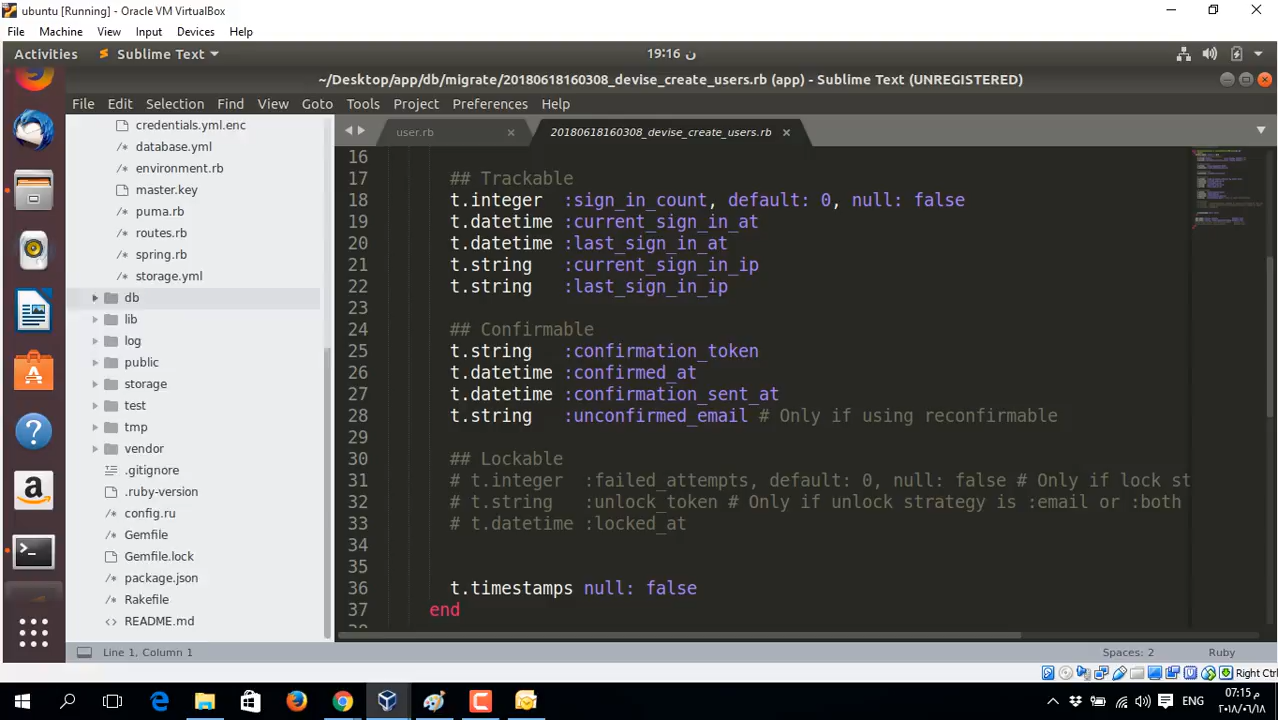 ubuntu [Running] - Oracle VM VirtualBox
File Machine View Input Devices Help
Activities Sublime Text 19:16 ن
~/Desktop/app/db/migrate/20180618160308_devise_create_users.rb (app) - Sublime Text (UNREGISTERED)
File Edit Selection Find View Goto Tools Project Preferences Help
user.rb 20180618160308_devise_create_users.rb
credentials.yml.enc
database.yml
environment.rb
master.key
puma.rb
routes.rb
spring.rb
storage.yml
db
lib
log
public
storage
test
tmp
vendor
.gitignore
.ruby-version
config.ru
Gemfile
Gemfile.lock
package.json
Rakefile
README.md
16
17 ## Trackable
18 t.integer :sign_in_count, default: 0, null: false
19 t.datetime :current_sign_in_at
20 t.datetime :last_sign_in_at
21 t.string :current_sign_in_ip
22 t.string :last_sign_in_ip
23
24 ## Confirmable
25 t.string :confirmation_token
26 t.datetime :confirmed_at
27 t.datetime :confirmation_sent_at
28 t.string :unconfirmed_email # Only if using reconfirmable
29
30 ## Lockable
31 # t.integer :failed_attempts, default: 0, null: false # Only if lock st
32 # t.string :unlock_token # Only if unlock strategy is :email or :both
33 # t.datetime :locked_at
34
35
36 t.timestamps null: false
37 end
Line 1, Column 1 Spaces: 2 Ruby
Right Ctrl
ENG 07:15 م
٢٠١٨/٠٦/١٨